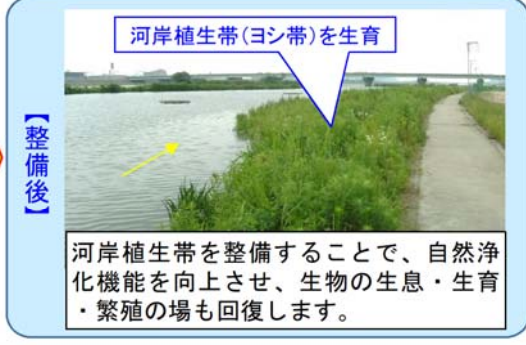 河岸植生帯(ヨシ帯)を生育
【整備後】
河岸植生帯を整備することで、自然浄
化機能を向上させ、生物の生息・生育
・繁殖の場も回復します。